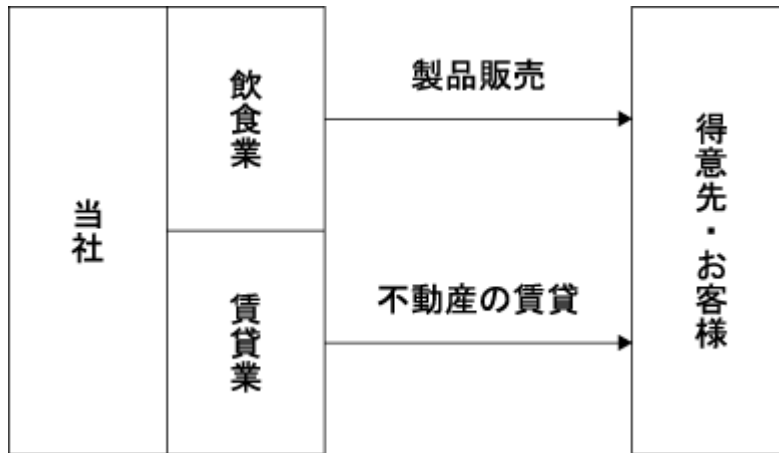 当社
飲食業
製品販売
賃貸業
不動産の賃貸
得意先・お客様